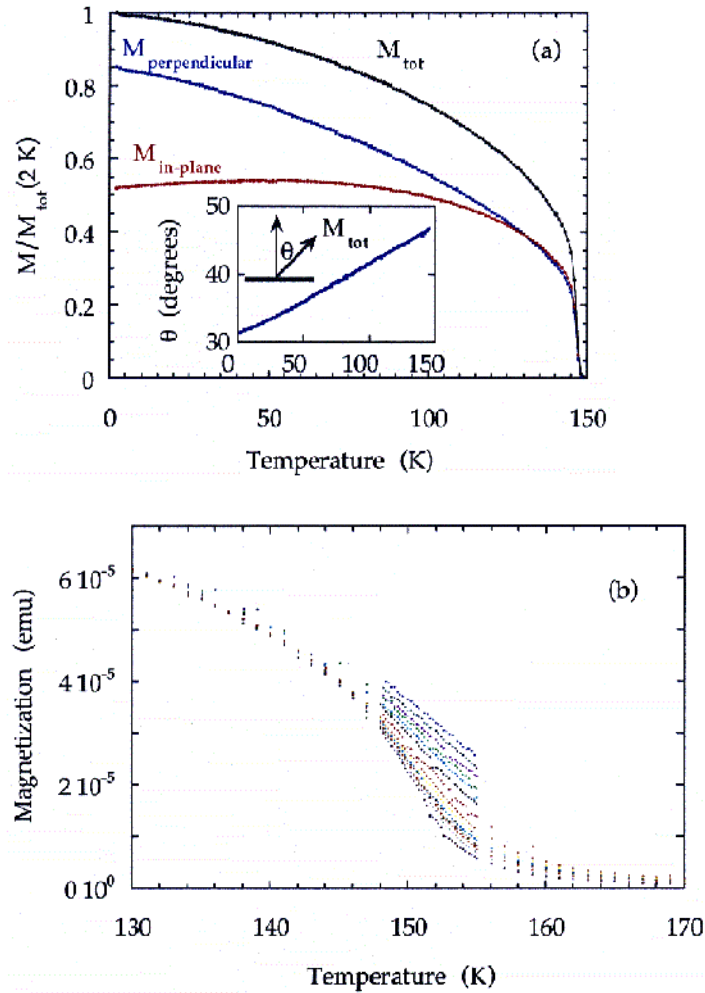 1
0.8
0.6
0.4
0.2
0
M/M_tot(2 K)
M_perpendicular
M_tot
(a)
M_in-plane
50
40
30
θ (degrees)
θ
M_tot
0 50 100 150
0 50 100 150
Temperature (K)
6 10^-5
4 10^-5
2 10^-5
0 10^0
Magnetization (emu)
(b)
130 140 150 160 170
Temperature (K)